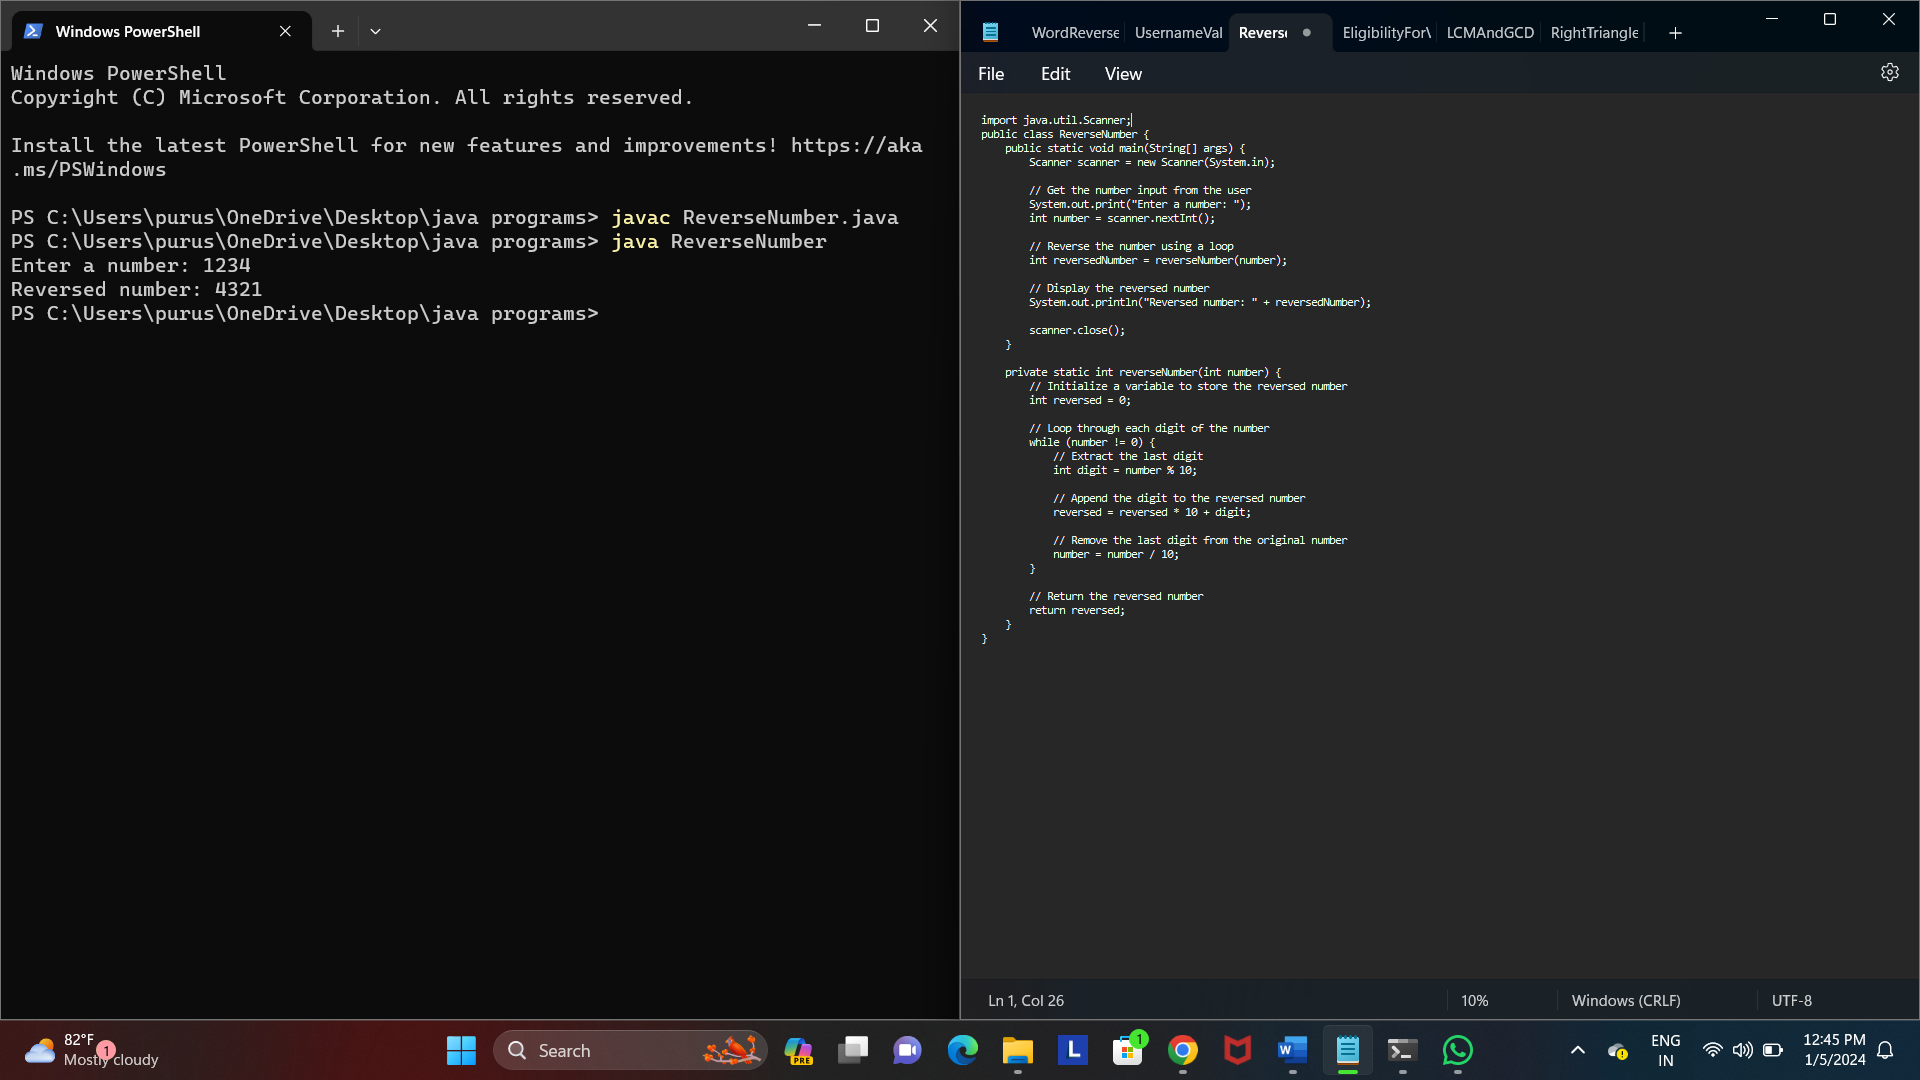 Windows PowerShell
Windows PowerShell
Copyright (C) Microsoft Corporation. All rights reserved.
Install the latest PowerShell for new features and improvements! https://aka
.ms/PSWindows
PS C:\Users\purus\OneDrive\Desktop\java programs> javac ReverseNumber.java
PS C:\Users\purus\OneDrive\Desktop\java programs> java ReverseNumber
Enter a number: 1234
Reversed number: 4321
PS C:\Users\purus\OneDrive\Desktop\java programs>
WordReverse UsernameVal Revers EligibilityForV LCMAndGCD RightTriangle
File Edit View
import java.util.Scanner;
public class ReverseNumber {
    public static void main(String[] args) {
        Scanner scanner = new Scanner(System.in);
        // Get the number input from the user
        System.out.print("Enter a number: ");
        int number = scanner.nextInt();
        // Reverse the number using a loop
        int reversedNumber = reverseNumber(number);
        // Display the reversed number
        System.out.println("Reversed number: " + reversedNumber);
        scanner.close();
    }
    private static int reverseNumber(int number) {
        // Initialize a variable to store the reversed number
        int reversed = 0;
        // Loop through each digit of the number
        while (number != 0) {
            // Extract the last digit
            int digit = number % 10;
            // Append the digit to the reversed number
            reversed = reversed * 10 + digit;
            // Remove the last digit from the original number
            number = number / 10;
        }
        // Return the reversed number
        return reversed;
    }
}
Ln 1, Col 26 10% Windows (CRLF) UTF-8
82°F
Mostly cloudy
1
Search
PRE
L
1
W
ENG
IN
12:45 PM
1/5/2024